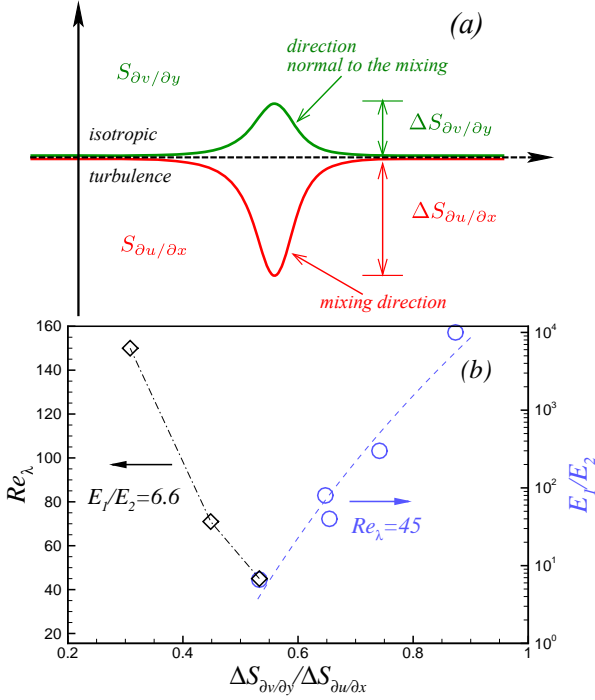 (a)
direction
normal to the mixing
S∂v/∂y
ΔS∂v/∂y
isotropic
turbulence
ΔS∂u/∂x
S∂u/∂x
mixing direction
(b)
160
140
120
100
80
60
40
20
Reλ
E1/E2=6.6
Reλ=45
10^4
10^3
10^2
10^1
10^0
E1/E2
0.2
0.4
0.6
0.8
1
ΔS∂v/∂y/ΔS∂u/∂x